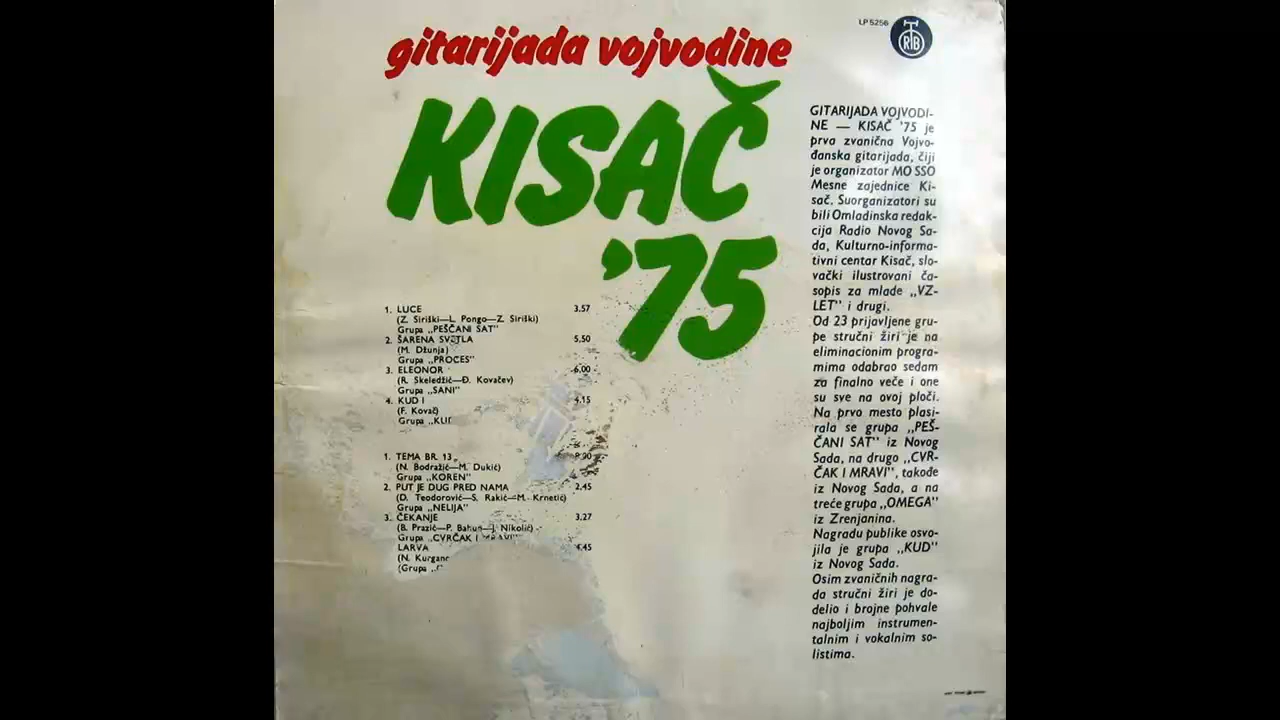 gitarijada vojvodine
KISAČ
'75
LP 5256
RTB
1. LUCE 3.57
(Z. Siriški—L. Pongo—Z. Siriški)
Grupa „PEŠČANI SAT"
2. ŠARENA SVETLA 5,50
(M. Džunja)
Grupa „PROCES"
3. ELEONOR 6.00
(R. Skeledžić—Đ. Kovačev)
Grupa „SANI"
4. KUD I 4.15
(F. Kovač)
Grupa
1. TEMA BR. 13
(N. Bodražić—M. Dukić)
Grupa „KOREN"
2. PUT JE DUG PRED NAMA 2.45
(D. Teodorović—S. Rakić—M. Krnetić)
Grupa „NELIJA"
3. ČEKANJE 3.27
(B. Prazić—P. Bahun—J. Nikolić)
Grupa „CVRČAK I MRAVI"
LARVA 4.45
(N.
(Grupa
GITARIJADA VOJVODI-
NE — KISAČ '75 je
prva zvanična Vojvo-
đanska gitarijada, čiji
je organizator MO SSO
Mesne zajednice Ki-
sač. Suorganizatori su
bili Omladinska redak-
cija Radio Novog Sa-
da, Kulturno-informa-
tivni centar Kisač, slo-
vački ilustrovani ča-
sopis za mlade „VZ-
LET" i drugi.
Od 23 prijavljene gru-
pe stručni žiri je na
eliminacionim progra-
mima odabrao sedam
za finalno veče i one
su sve na ovoj ploči.
Na prvo mesto plasi-
rala se grupa „PEŠ-
ČANI SAT" iz Novog
Sada, na drugo „CVR-
ČAK I MRAVI", takođe
iz Novog Sada, a na
treće grupa „OMEGA"
iz Zrenjanina.
Nagradu publike osvo-
jila je grupa „KUD"
iz Novog Sada.
Osim zvaničnih nagra-
da stručni žiri je do-
delio i brojne pohvale
najboljim instrumen-
talnim i vokalnim so-
listima.